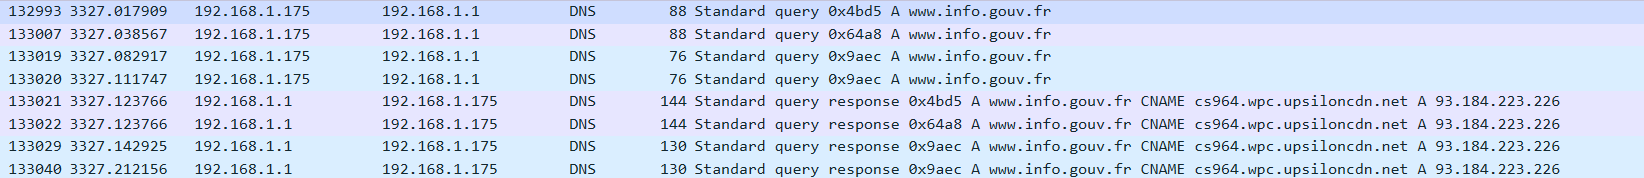 132993 3327.017909 192.168.1.175 192.168.1.1 DNS 88 Standard query 0x4bd5 A www.info.gouv.fr
133007 3327.038567 192.168.1.175 192.168.1.1 DNS 88 Standard query 0x64a8 A www.info.gouv.fr
133019 3327.082917 192.168.1.175 192.168.1.1 DNS 76 Standard query 0x9aec A www.info.gouv.fr
133020 3327.111747 192.168.1.175 192.168.1.1 DNS 76 Standard query 0x9aec A www.info.gouv.fr
133021 3327.123766 192.168.1.1 192.168.1.175 DNS 144 Standard query response 0x4bd5 A www.info.gouv.fr CNAME cs964.wpc.upsiloncdn.net A 93.184.223.226
133022 3327.123766 192.168.1.1 192.168.1.175 DNS 144 Standard query response 0x64a8 A www.info.gouv.fr CNAME cs964.wpc.upsiloncdn.net A 93.184.223.226
133029 3327.142925 192.168.1.1 192.168.1.175 DNS 130 Standard query response 0x9aec A www.info.gouv.fr CNAME cs964.wpc.upsiloncdn.net A 93.184.223.226
133040 3327.212156 192.168.1.1 192.168.1.175 DNS 130 Standard query response 0x9aec A www.info.gouv.fr CNAME cs964.wpc.upsiloncdn.net A 93.184.223.226